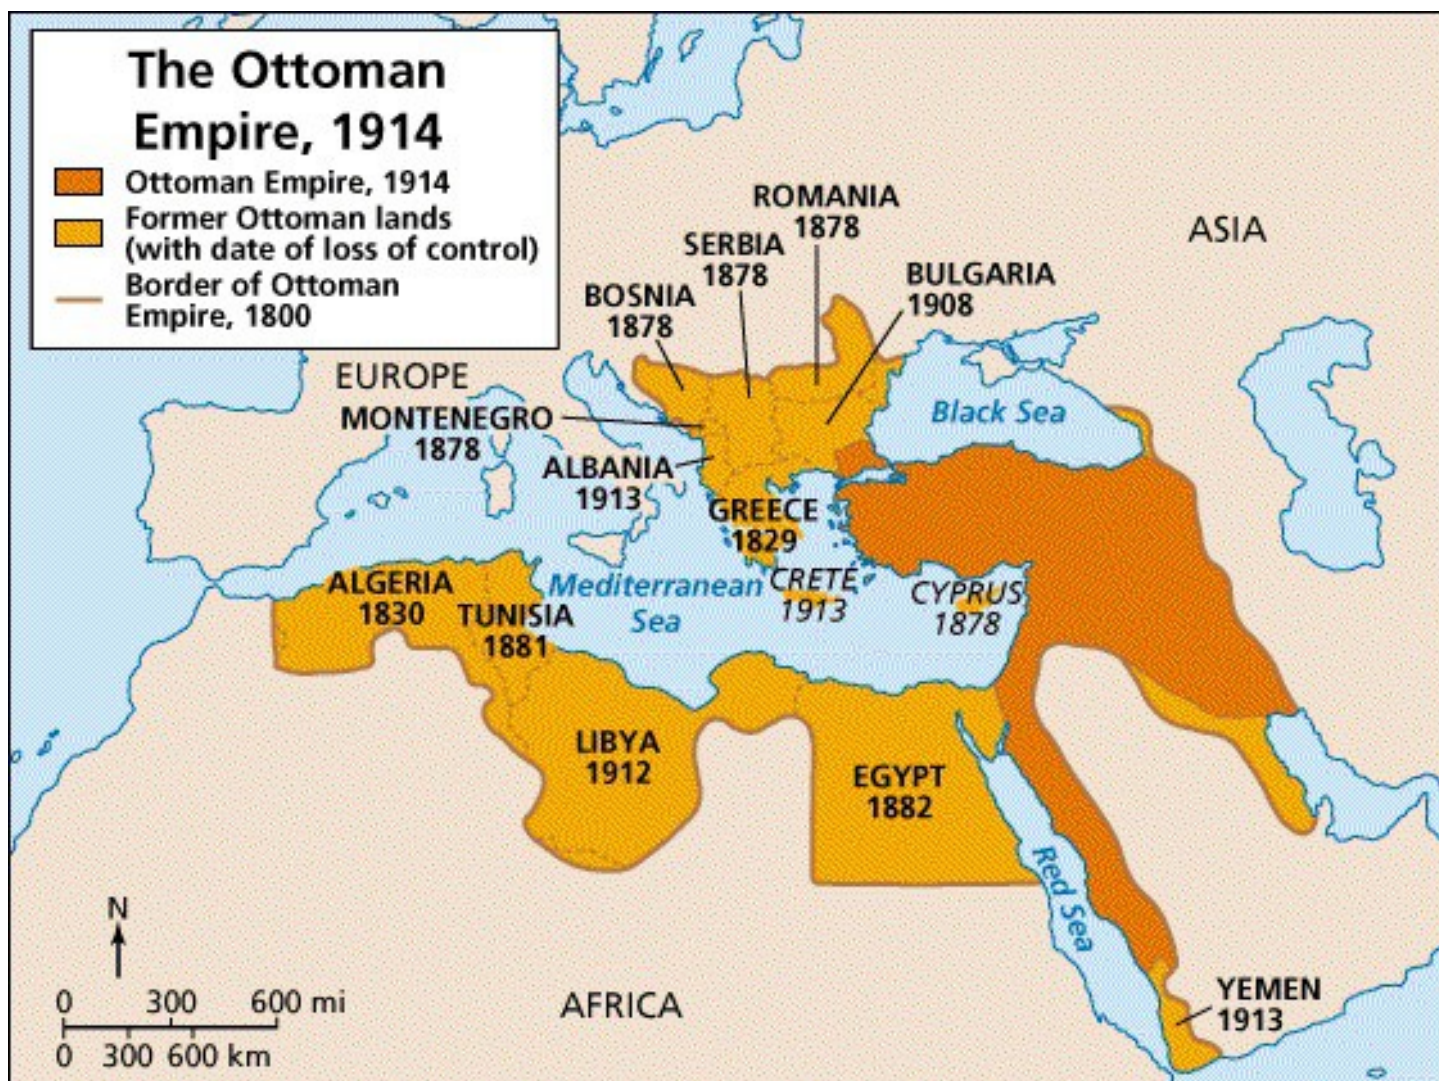 The Ottoman
Empire, 1914
Ottoman Empire, 1914
Former Ottoman lands
(with date of loss of control)
Border of Ottoman
Empire, 1800
ROMANIA
1878
ASIA
SERBIA
1878
BULGARIA
1908
BOSNIA
1878
EUROPE
MONTENEGRO
1878
Black Sea
ALBANIA
1913
GREECE
1829
ALGERIA
1830
TUNISIA
1881
Mediterranean
Sea
CRETE
1913
CYPRUS
1878
LIBYA
1912
EGYPT
1882
Red Sea
N
0 300 600 mi
0 300 600 km
AFRICA
YEMEN
1913